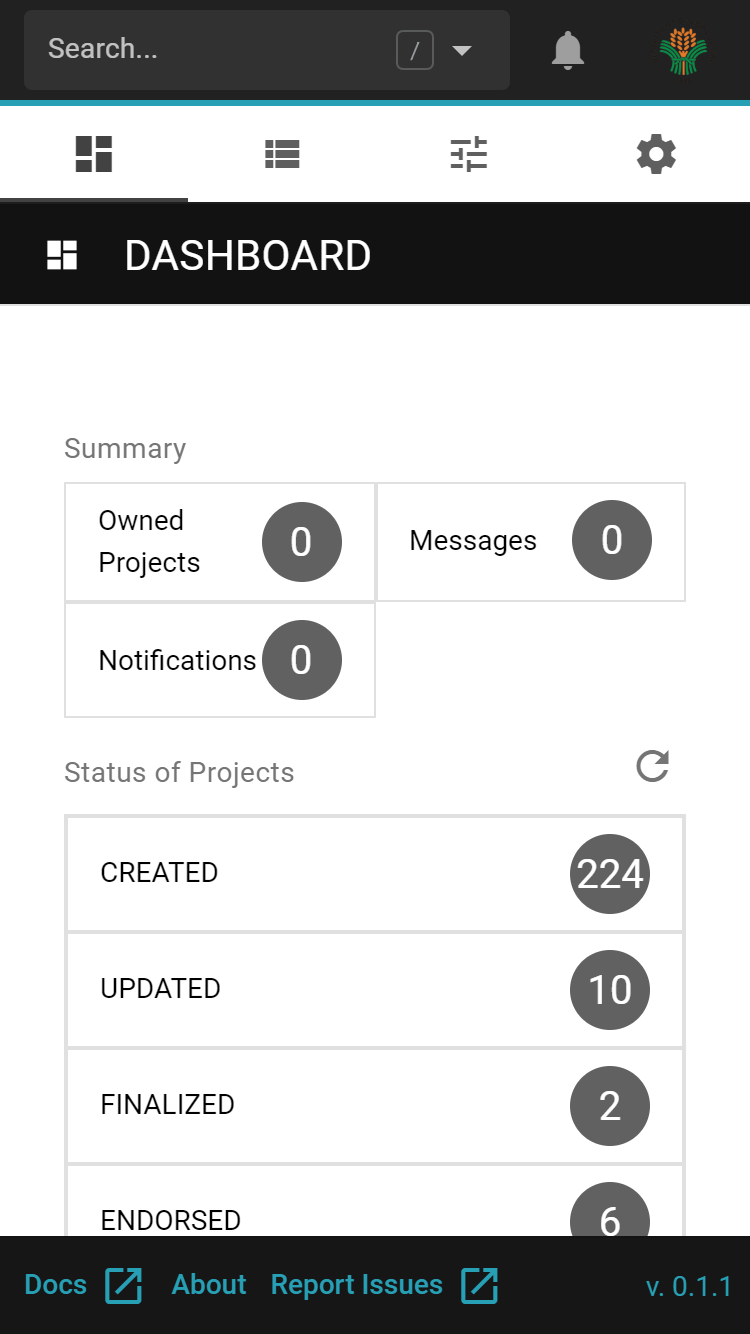 Search... /
DASHBOARD
Summary
Owned
Projects
0
Messages 0
Notifications 0
Status of Projects
CREATED 224
UPDATED 10
FINALIZED 2
ENDORSED 6
Docs About Report Issues v. 0.1.1